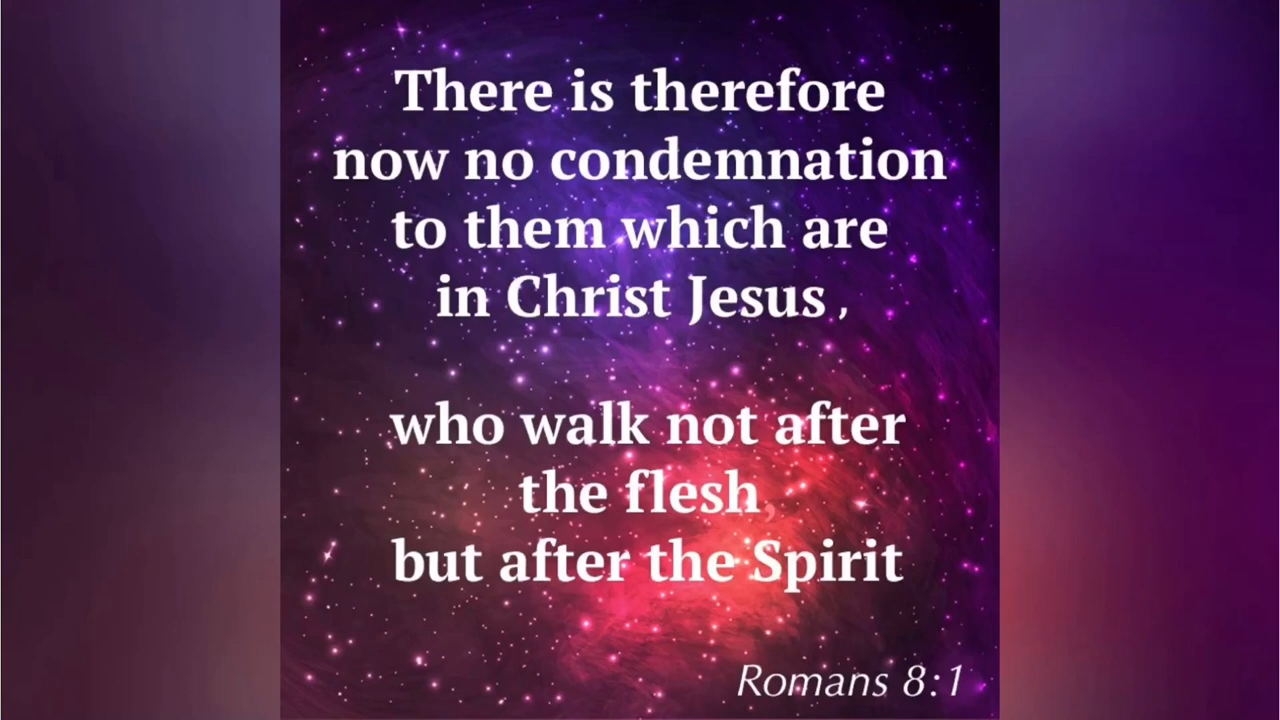 There is therefore
now no condemnation
to them which are
in Christ Jesus ,
who walk not after
the flesh,
but after the Spirit
Romans 8:1